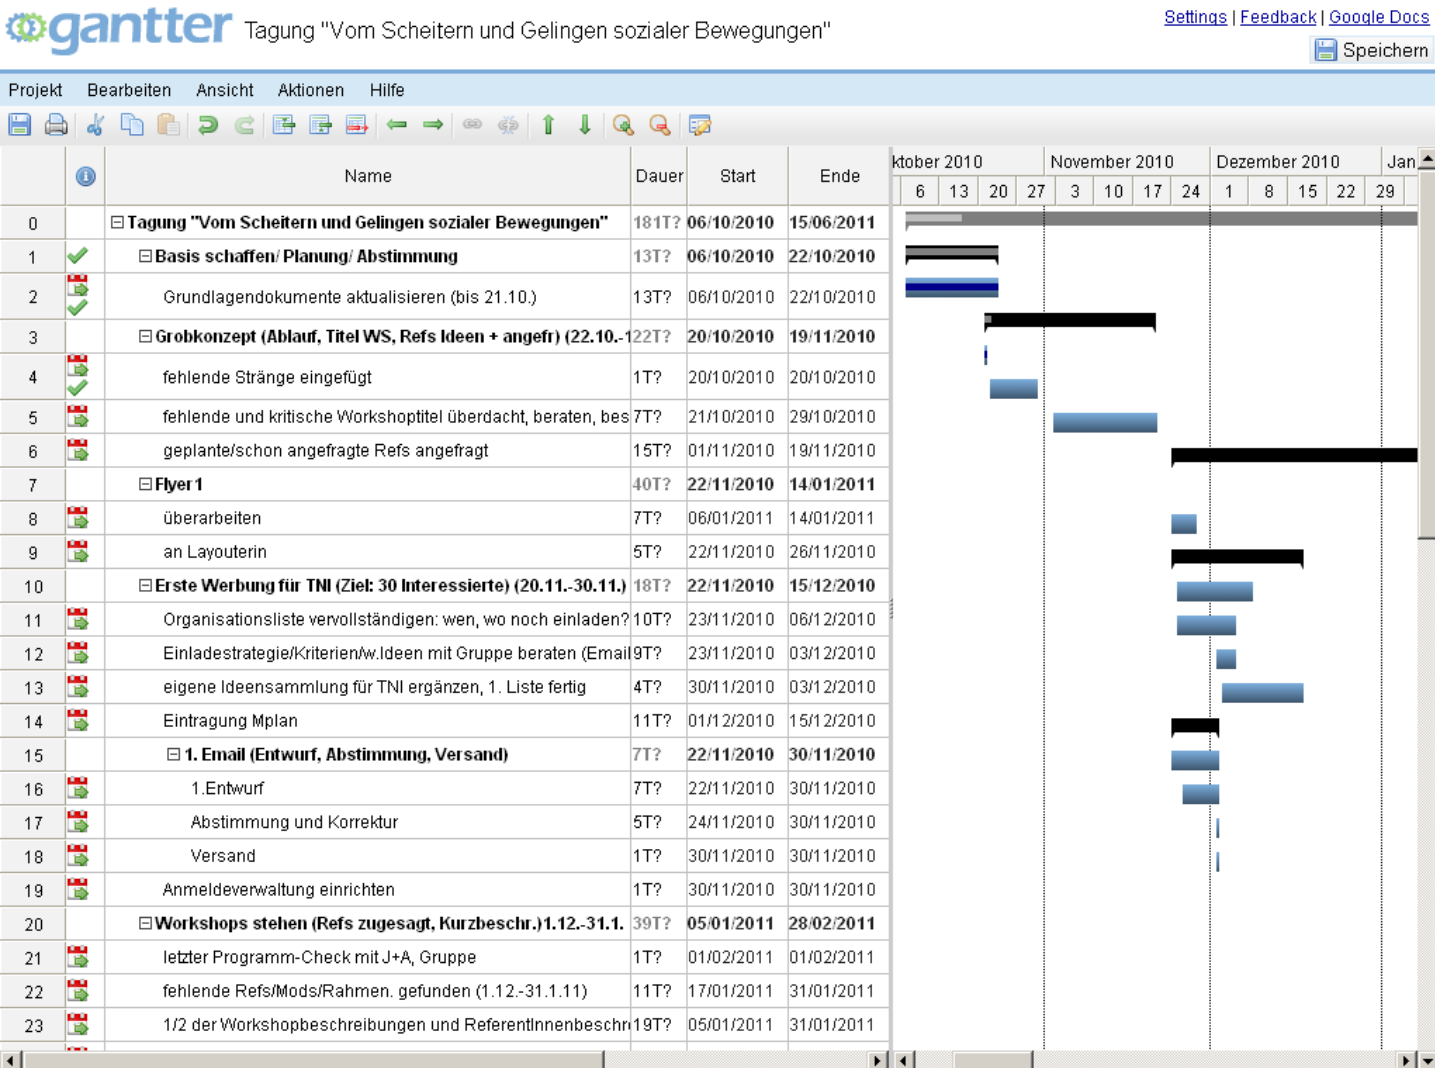 gantter Tagung "Vom Scheitern und Gelingen sozialer Bewegungen"
Settings | Feedback | Google Docs
Speichern
Projekt Bearbeiten Ansicht Aktionen Hilfe
Name Dauer Start Ende
ktober 2010 November 2010 Dezember 2010 Jan
6 13 20 27 3 10 17 24 1 8 15 22 29
0 Tagung "Vom Scheitern und Gelingen sozialer Bewegungen" 181T? 06/10/2010 15/06/2011
1 Basis schaffen/ Planung/ Abstimmung 13T? 06/10/2010 22/10/2010
2 Grundlagendokumente aktualisieren (bis 21.10.) 13T? 06/10/2010 22/10/2010
3 Grobkonzept (Ablauf, Titel WS, Refs Ideen + angefr) (22.10.-1 22T? 20/10/2010 19/11/2010
4 fehlende Stränge eingefügt 1T? 20/10/2010 20/10/2010
5 fehlende und kritische Workshoptitel überdacht, beraten, bes 7T? 21/10/2010 29/10/2010
6 geplante/schon angefragte Refs angefragt 15T? 01/11/2010 19/11/2010
7 Flyer1 40T? 22/11/2010 14/01/2011
8 überarbeiten 7T? 06/01/2011 14/01/2011
9 an Layouterin 5T? 22/11/2010 26/11/2010
10 Erste Werbung für TNI (Ziel: 30 Interessierte) (20.11.-30.11.) 18T? 22/11/2010 15/12/2010
11 Organisationsliste vervollständigen: wen, wo noch einladen? 10T? 23/11/2010 06/12/2010
12 Einladestrategie/Kriterien/w.Ideen mit Gruppe beraten (Email 9T? 23/11/2010 03/12/2010
13 eigene Ideensammlung für TNI ergänzen, 1. Liste fertig 4T? 30/11/2010 03/12/2010
14 Eintragung Mplan 11T? 01/12/2010 15/12/2010
15 1. Email (Entwurf, Abstimmung, Versand) 7T? 22/11/2010 30/11/2010
16 1.Entwurf 7T? 22/11/2010 30/11/2010
17 Abstimmung und Korrektur 5T? 24/11/2010 30/11/2010
18 Versand 1T? 30/11/2010 30/11/2010
19 Anmeldeverwaltung einrichten 1T? 30/11/2010 30/11/2010
20 Workshops stehen (Refs zugesagt, Kurzbeschr.)1.12.-31.1. 39T? 05/01/2011 28/02/2011
21 letzter Programm-Check mit J+A, Gruppe 1T? 01/02/2011 01/02/2011
22 fehlende Refs/Mods/Rahmen. gefunden (1.12.-31.1.11) 11T? 17/01/2011 31/01/2011
23 1/2 der Workshopbeschreibungen und ReferentInnenbeschr 19T? 05/01/2011 31/01/2011